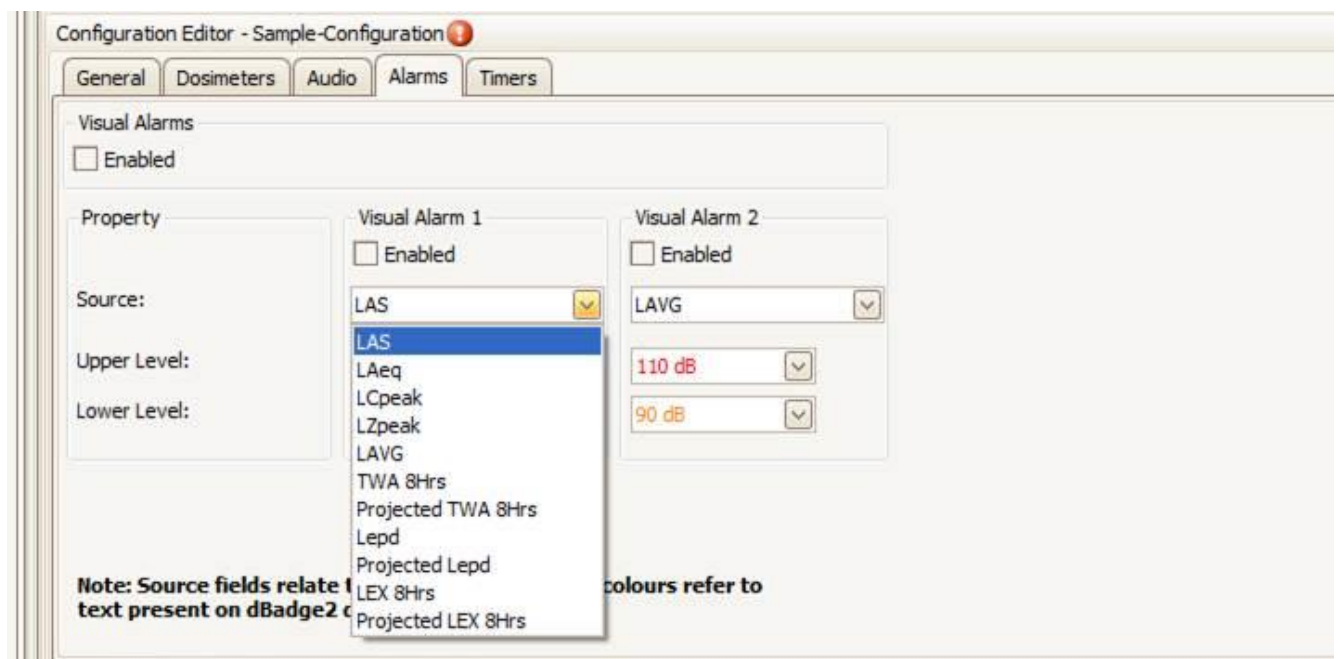 Configuration Editor - Sample-Configuration
General Dosimeters Audio Alarms Timers
Visual Alarms
Enabled
Property Visual Alarm 1 Visual Alarm 2
Enabled Enabled
Source: LAS LAVG
LAS
Upper Level: 110 dB
LAeq
LCpeak
Lower Level: 90 dB
LZpeak
LAVG
TWA 8Hrs
Projected TWA 8Hrs
Lepd
Projected Lepd
Note: Source fields relate colours refer to
LEX 8Hrs
text present on dBadge2
Projected LEX 8Hrs